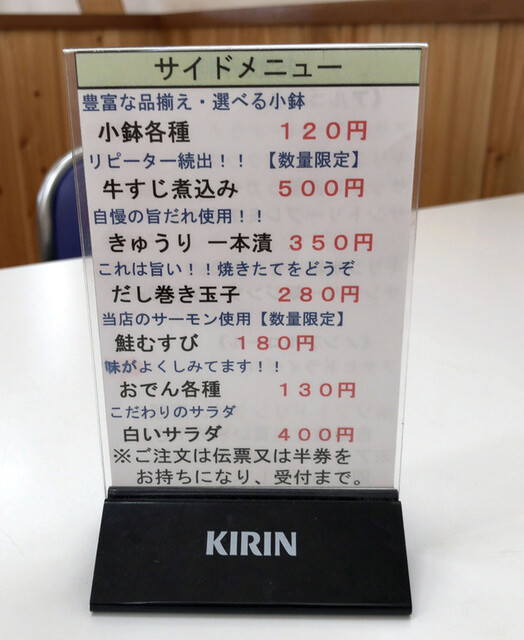 サイドメニュー
豊富な品揃え・選べる小鉢
小鉢各種 120円
リピーター続出!! 【数量限定】
牛すじ煮込み 500円
自慢の旨だれ使用!!
きゅうり 一本漬 350円
これは旨い!!焼きたてをどうぞ
だし巻き玉子 280円
当店のサーモン使用【数量限定】
鮭むすび 180円
味がよくしみてます!!
おでん各種 130円
こだわりのサラダ
白いサラダ 400円
※ご注文は伝票又は半券を
お持ちになり、受付まで。
KIRIN